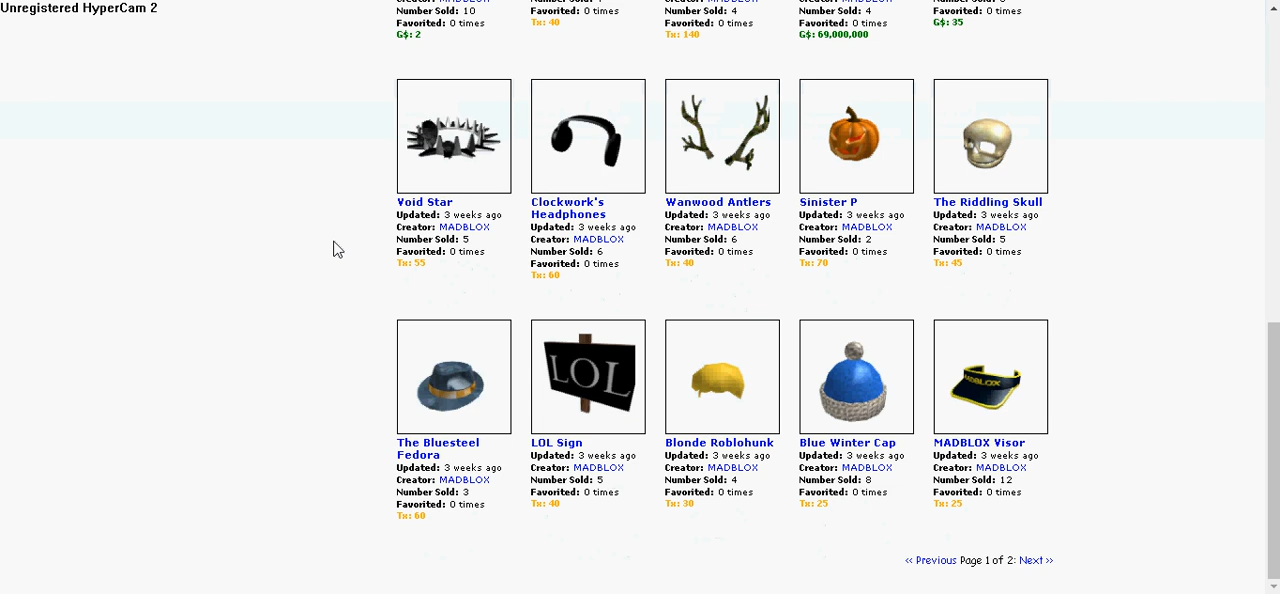 Unregistered HyperCam 2
Number Sold: 10
Favorited: 0 times
G$: 2
Favorited: 0 times
Tx: 40
Number Sold: 4
Favorited: 0 times
Tx: 140
Number Sold: 4
Favorited: 0 times
G$: 69,000,000
Favorited: 0 times
G$: 35
Void Star
Updated: 3 weeks ago
Creator: MADBLOX
Number Sold: 5
Favorited: 0 times
Tx: 55
Clockwork's
Headphones
Updated: 3 weeks ago
Creator: MADBLOX
Number Sold: 6
Favorited: 0 times
Tx: 60
Wanwood Antlers
Updated: 3 weeks ago
Creator: MADBLOX
Number Sold: 6
Favorited: 0 times
Tx: 40
Sinister P
Updated: 3 weeks ago
Creator: MADBLOX
Number Sold: 2
Favorited: 0 times
Tx: 70
The Riddling Skull
Updated: 3 weeks ago
Creator: MADBLOX
Number Sold: 5
Favorited: 0 times
Tx: 45
The Bluesteel
Fedora
Updated: 3 weeks ago
Creator: MADBLOX
Number Sold: 3
Favorited: 0 times
Tx: 60
LOL
LOL Sign
Updated: 3 weeks ago
Creator: MADBLOX
Number Sold: 5
Favorited: 0 times
Tx: 40
Blonde Roblohunk
Updated: 3 weeks ago
Creator: MADBLOX
Number Sold: 4
Favorited: 0 times
Tx: 30
Blue Winter Cap
Updated: 3 weeks ago
Creator: MADBLOX
Number Sold: 8
Favorited: 0 times
Tx: 25
MADBLOX
MADBLOX Visor
Updated: 3 weeks ago
Creator: MADBLOX
Number Sold: 12
Favorited: 0 times
Tx: 25
<< Previous Page 1 of 2: Next >>